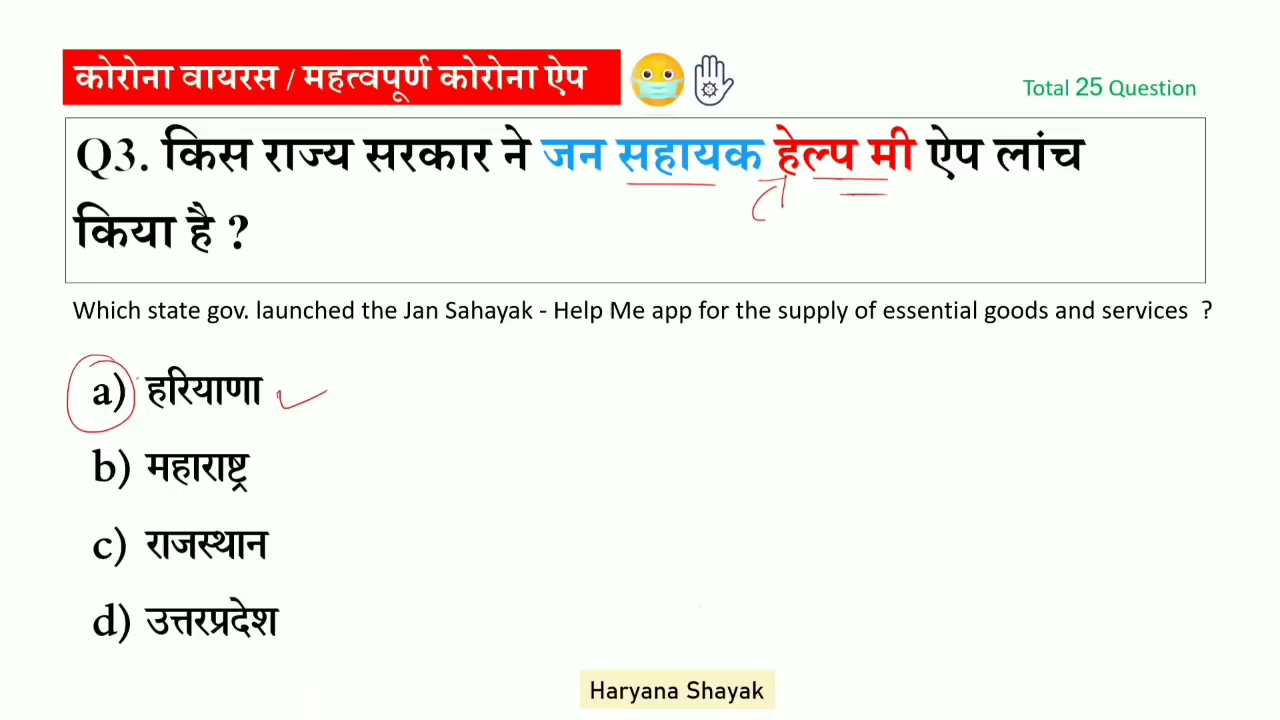 कोरोना वायरस / महत्वपूर्ण कोरोना ऐप
Total 25 Question
Q3. किस राज्य सरकार ने जन सहायक हेल्प मी ऐप लांच
किया है ?
Which state gov. launched the Jan Sahayak - Help Me app for the supply of essential goods and services ?
a) हरियाणा
b) महाराष्ट्र
c) राजस्थान
d) उत्तरप्रदेश
Haryana Shayak